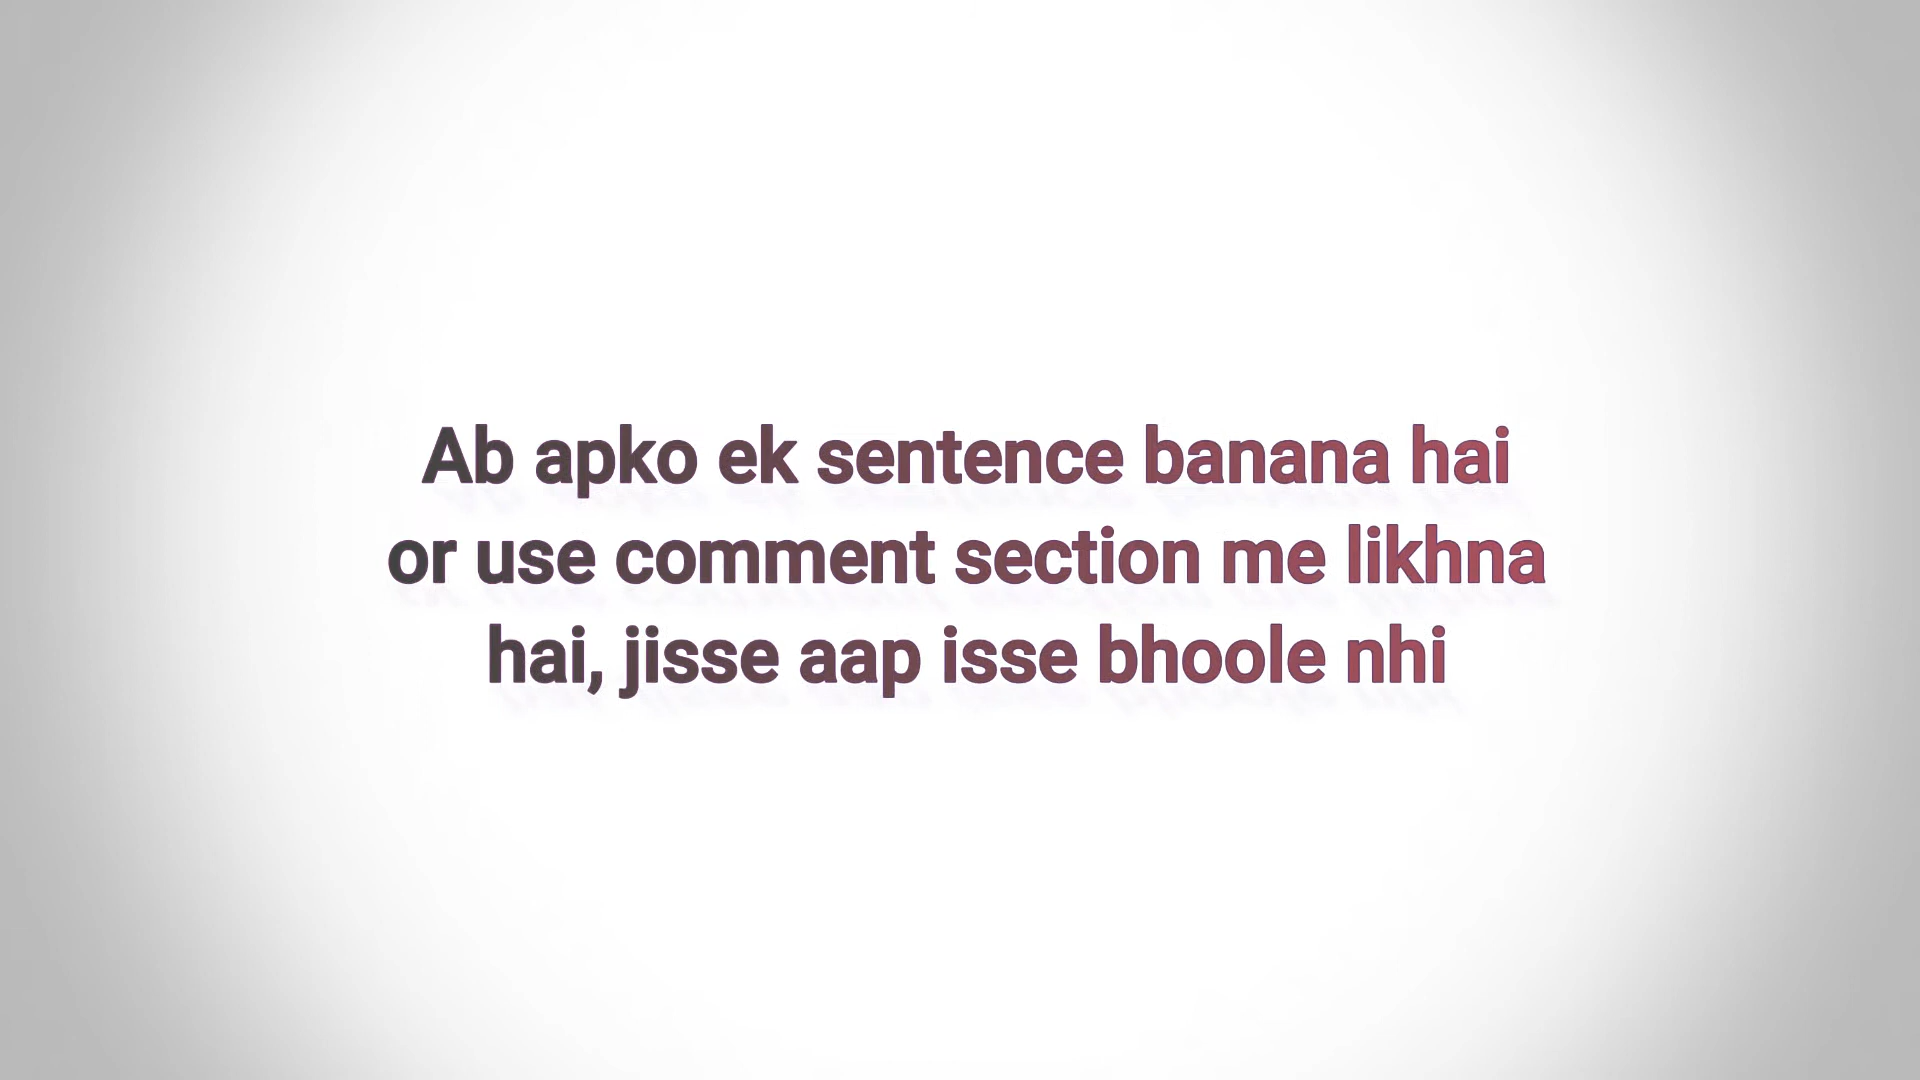 Ab apko ek sentence banana hai
or use comment section me likhna
hai, jisse aap isse bhoole nhi